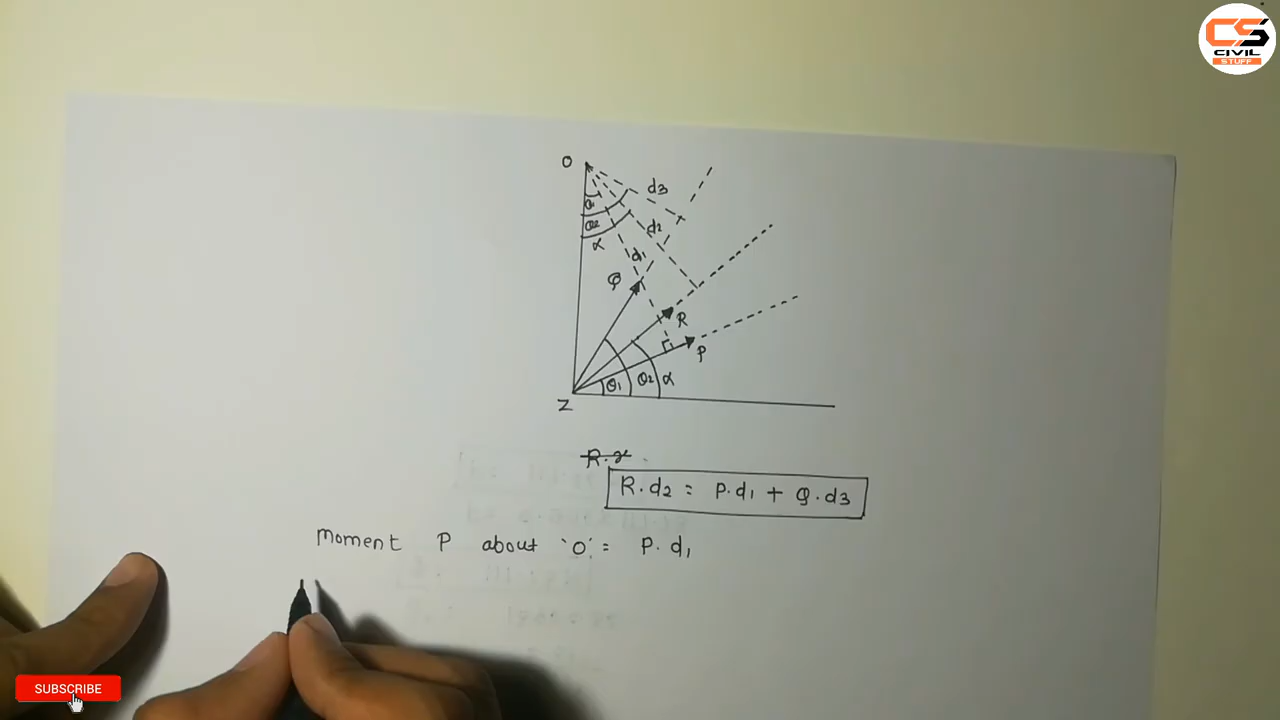 CS
CIVIL
STUFF
O
d3
θ1
θ2
d2
α
d1
Q
R
P
θ1 θ2 α
Z
R.x
R.d2 = P.d1 + Q.d3
Moment P about 'O' = P.d1
SUBSCRIBE